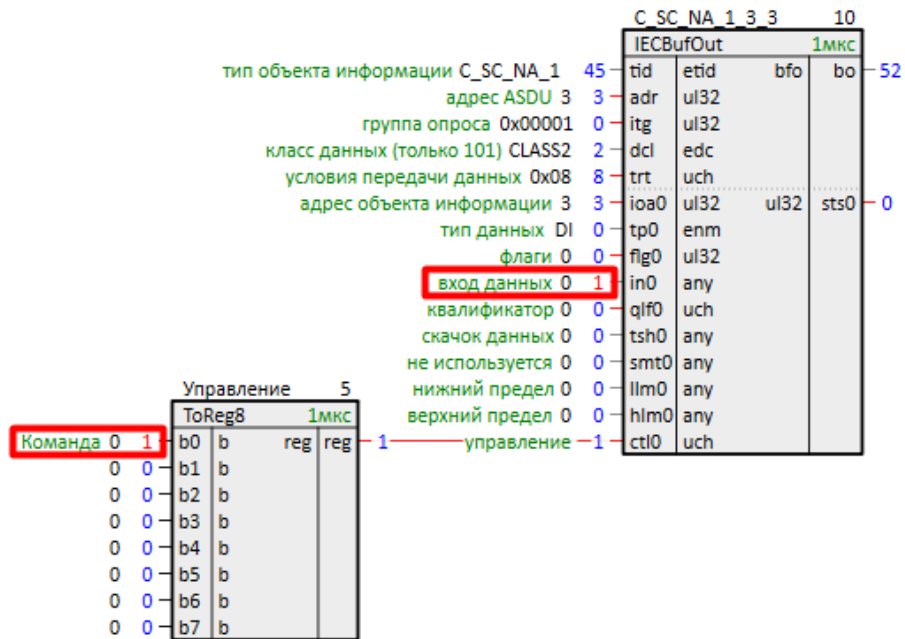 C_SC_NA_1_3_3 10
IECBufOut 1мкс
тип объекта информации C_SC_NA_1 45 tid etid bfo bo 52
адрес ASDU 3 3 adr ul32
группа опроса 0x00001 0 itg ul32
класс данных (только 101) CLASS2 2 dcl edc
условия передачи данных 0x08 8 trt uch
адрес объекта информации 3 3 ioa0 ul32 ul32 sts0 0
тип данных DI 0 tp0 enm
флаги 0 0 flg0 ul32
вход данных 0 1 in0 any
квалификатор 0 0 qlf0 uch
скачок данных 0 0 tsh0 any
не используется 0 0 smt0 any
нижний предел 0 0 llm0 any
верхний предел 0 0 hlm0 any
управление 1 ctl0 uch
Управление 5
ToReg8 1мкс
Команда 0 1 b0 b reg reg 1
0 0 b1 b
0 0 b2 b
0 0 b3 b
0 0 b4 b
0 0 b5 b
0 0 b6 b
0 0 b7 b